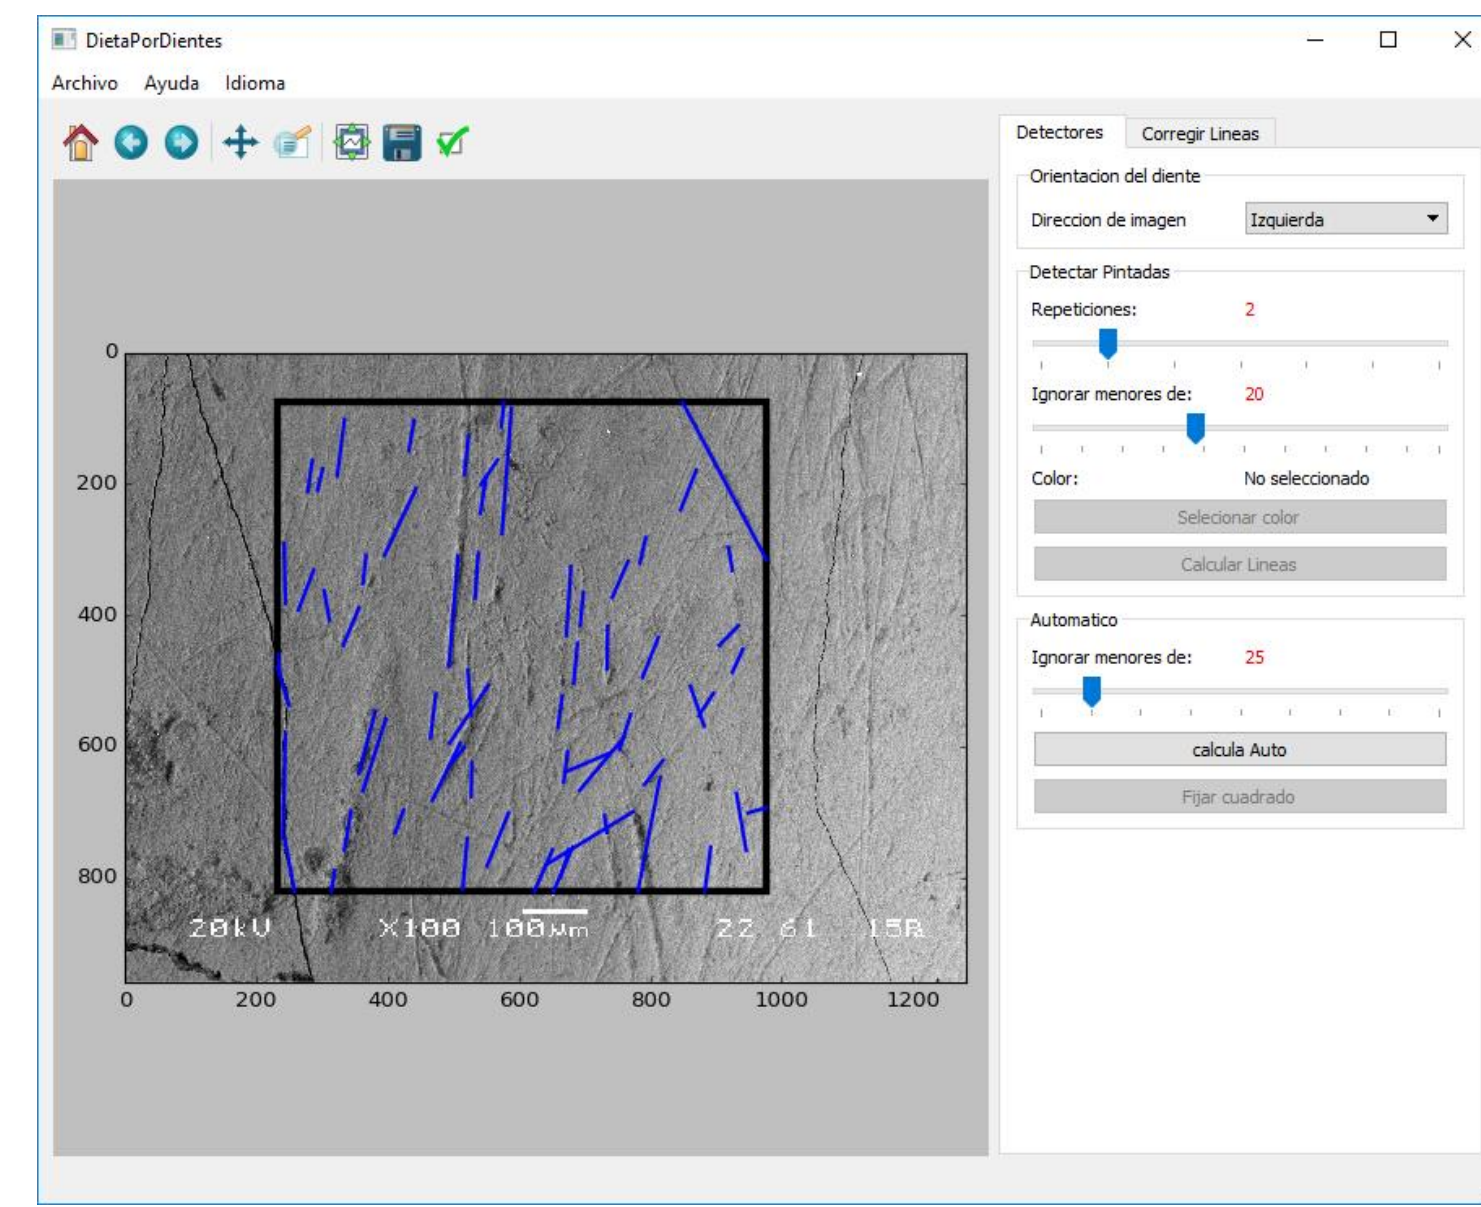 DietaPorDientes
Archivo Ayuda Idioma
Detectores Corregir Lineas
Orientacion del diente
Direccion de imagen Izquierda
Detectar Pintadas
Repeticiones: 2
Ignorar menores de: 20
Color: No seleccionado
Selecionar color
Calcular Lineas
Automatico
Ignorar menores de: 25
calcula Auto
Fijar cuadrado
0
200
400
600
800
20kV X100 100µm 22 61 15R
0 200 400 600 800 1000 1200